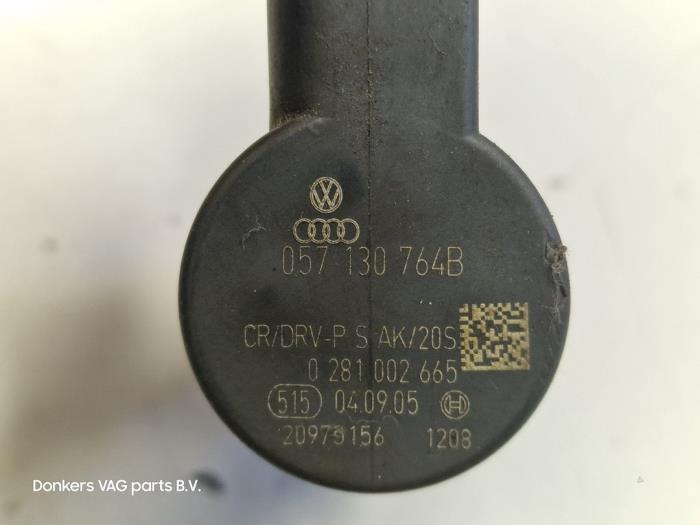 057 130 764B
CR/DRV-P S AK/20S
0 281 002 665
515 04.09.05
20975156 1208
Donkers VAG parts B.V.